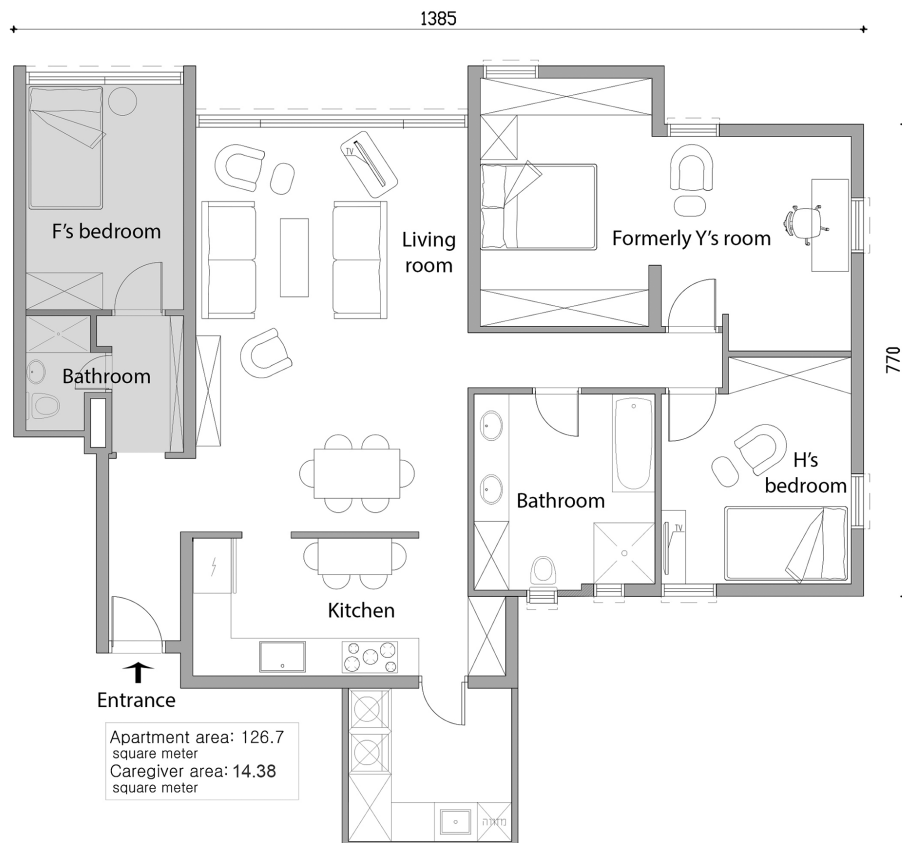 1385
F's bedroom
TV
Living
room
Formerly Y's room
770
Bathroom
H's
bedroom
Bathroom
TV
Kitchen
Entrance
Apartment area: 126.7
square meter
Caregiver area: 14.38
square meter